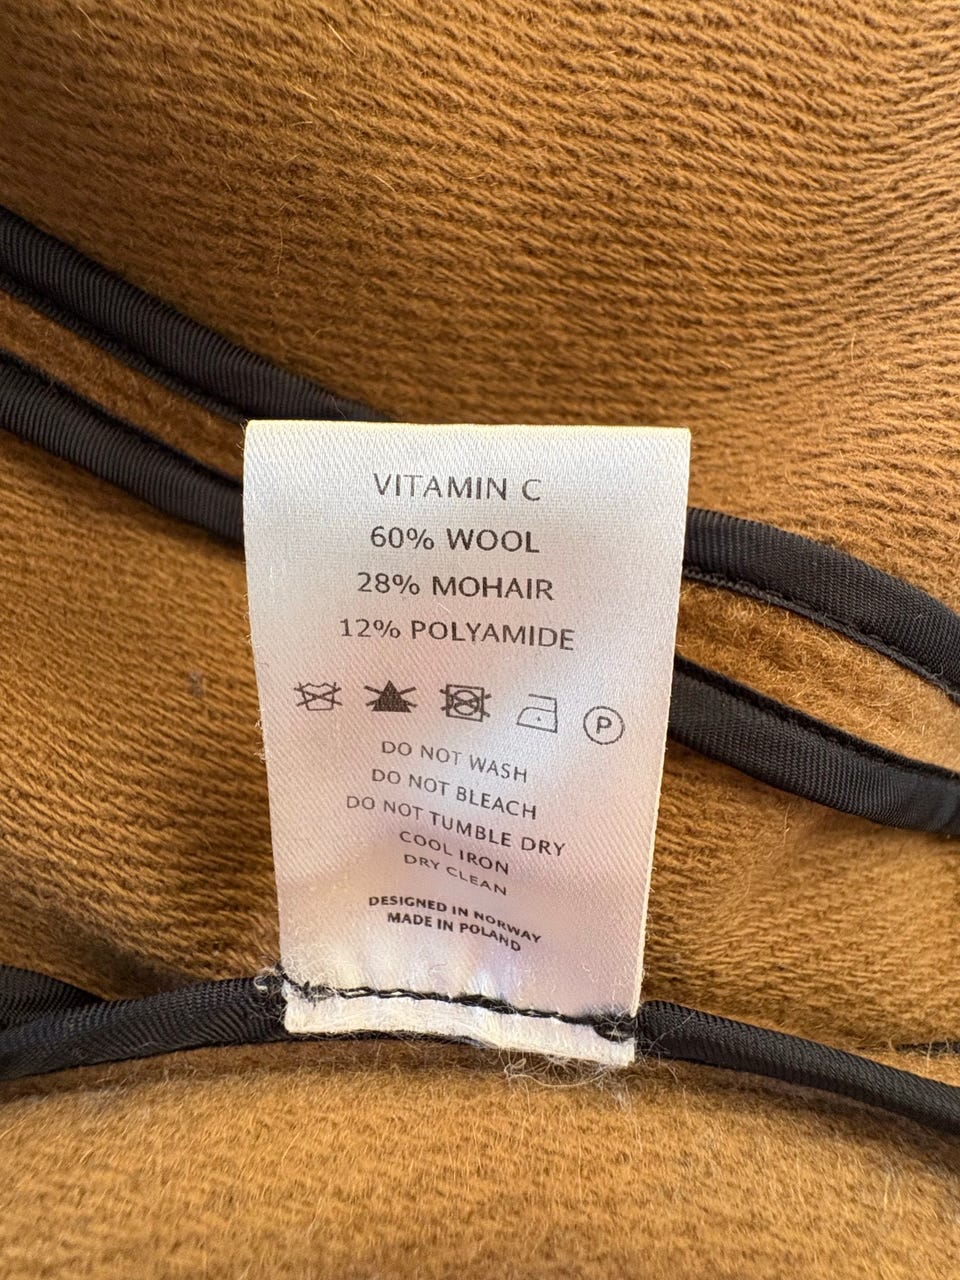 VITAMIN C
60% WOOL
28% MOHAIR
12% POLYAMIDE
P
DO NOT WASH
DO NOT BLEACH
DO NOT TUMBLE DRY
COOL IRON
DRY CLEAN
DESIGNED IN NORWAY
MADE IN POLAND